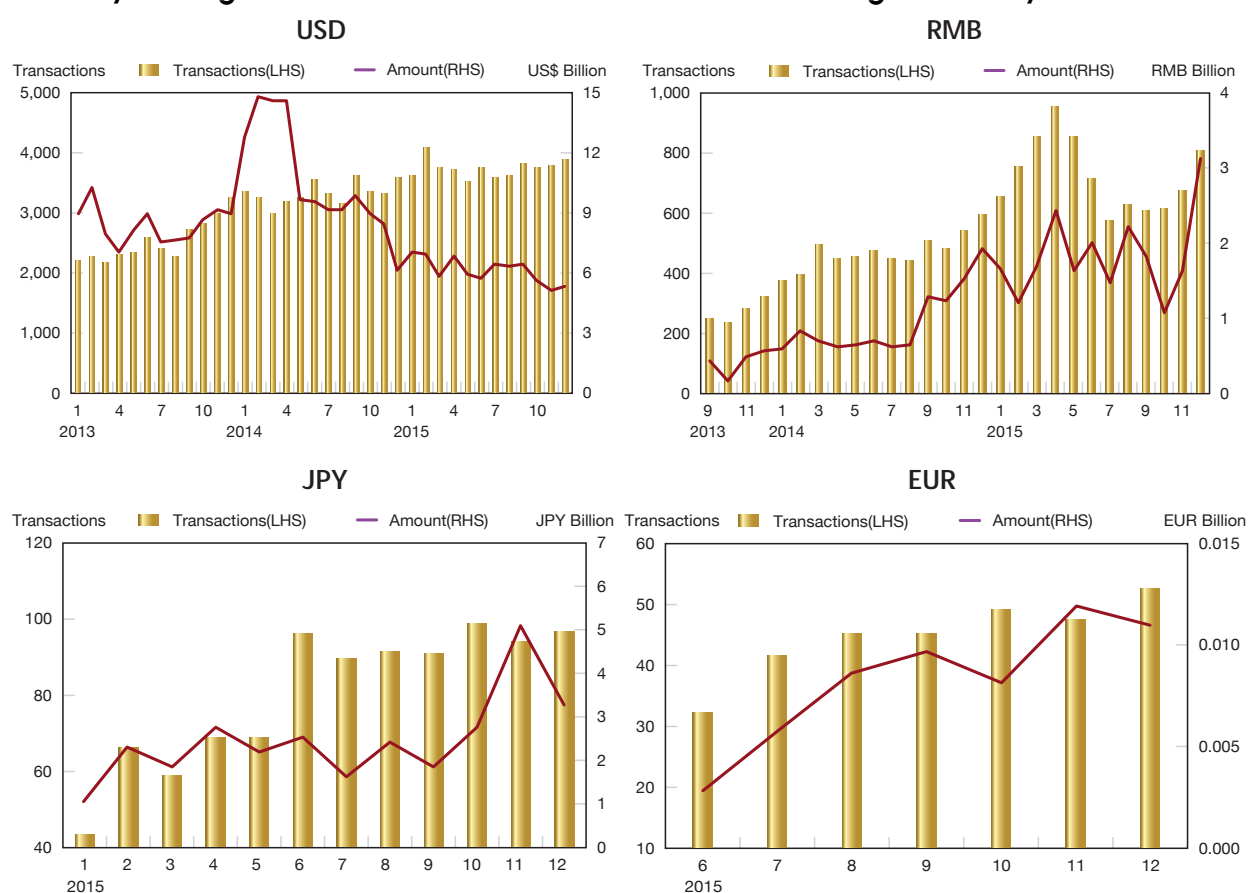 USD
Transactions Transactions(LHS) Amount(RHS) US$ Billion
5,000 15
4,000 12
3,000 9
2,000 6
1,000 3
0 0
1 4 7 10 1 4 7 10 1 4 7 10
2013 2014 2015
RMB
Transactions Transactions(LHS) Amount(RHS) RMB Billion
1,000 4
800 3
600 2
400 1
200 0
0
9 11 1 3 5 7 9 11 1 3 5 7 9 11
2013 2014 2015
JPY
Transactions Transactions(LHS) Amount(RHS) JPY Billion
120 7
100 6
80 5
60 4
40 3
2
1
0
1 2 3 4 5 6 7 8 9 10 11 12
2015
EUR
Transactions Transactions(LHS) Amount(RHS) EUR Billion
60 0.015
50 0.010
40 0.005
30 0.000
20
10
6 7 8 9 10 11 12
2015